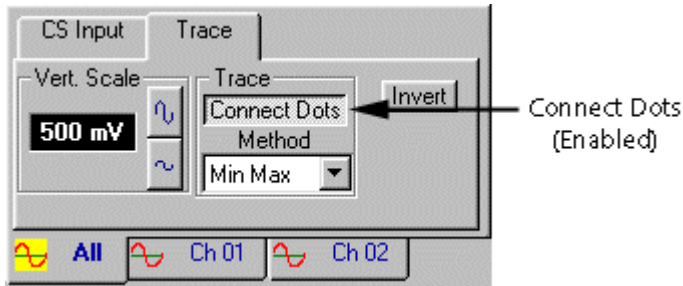 CS Input Trace
Vert. Scale Trace
Connect Dots Invert
500 mV
Method
Min Max
Connect Dots
(Enabled)
All Ch 01 Ch 02